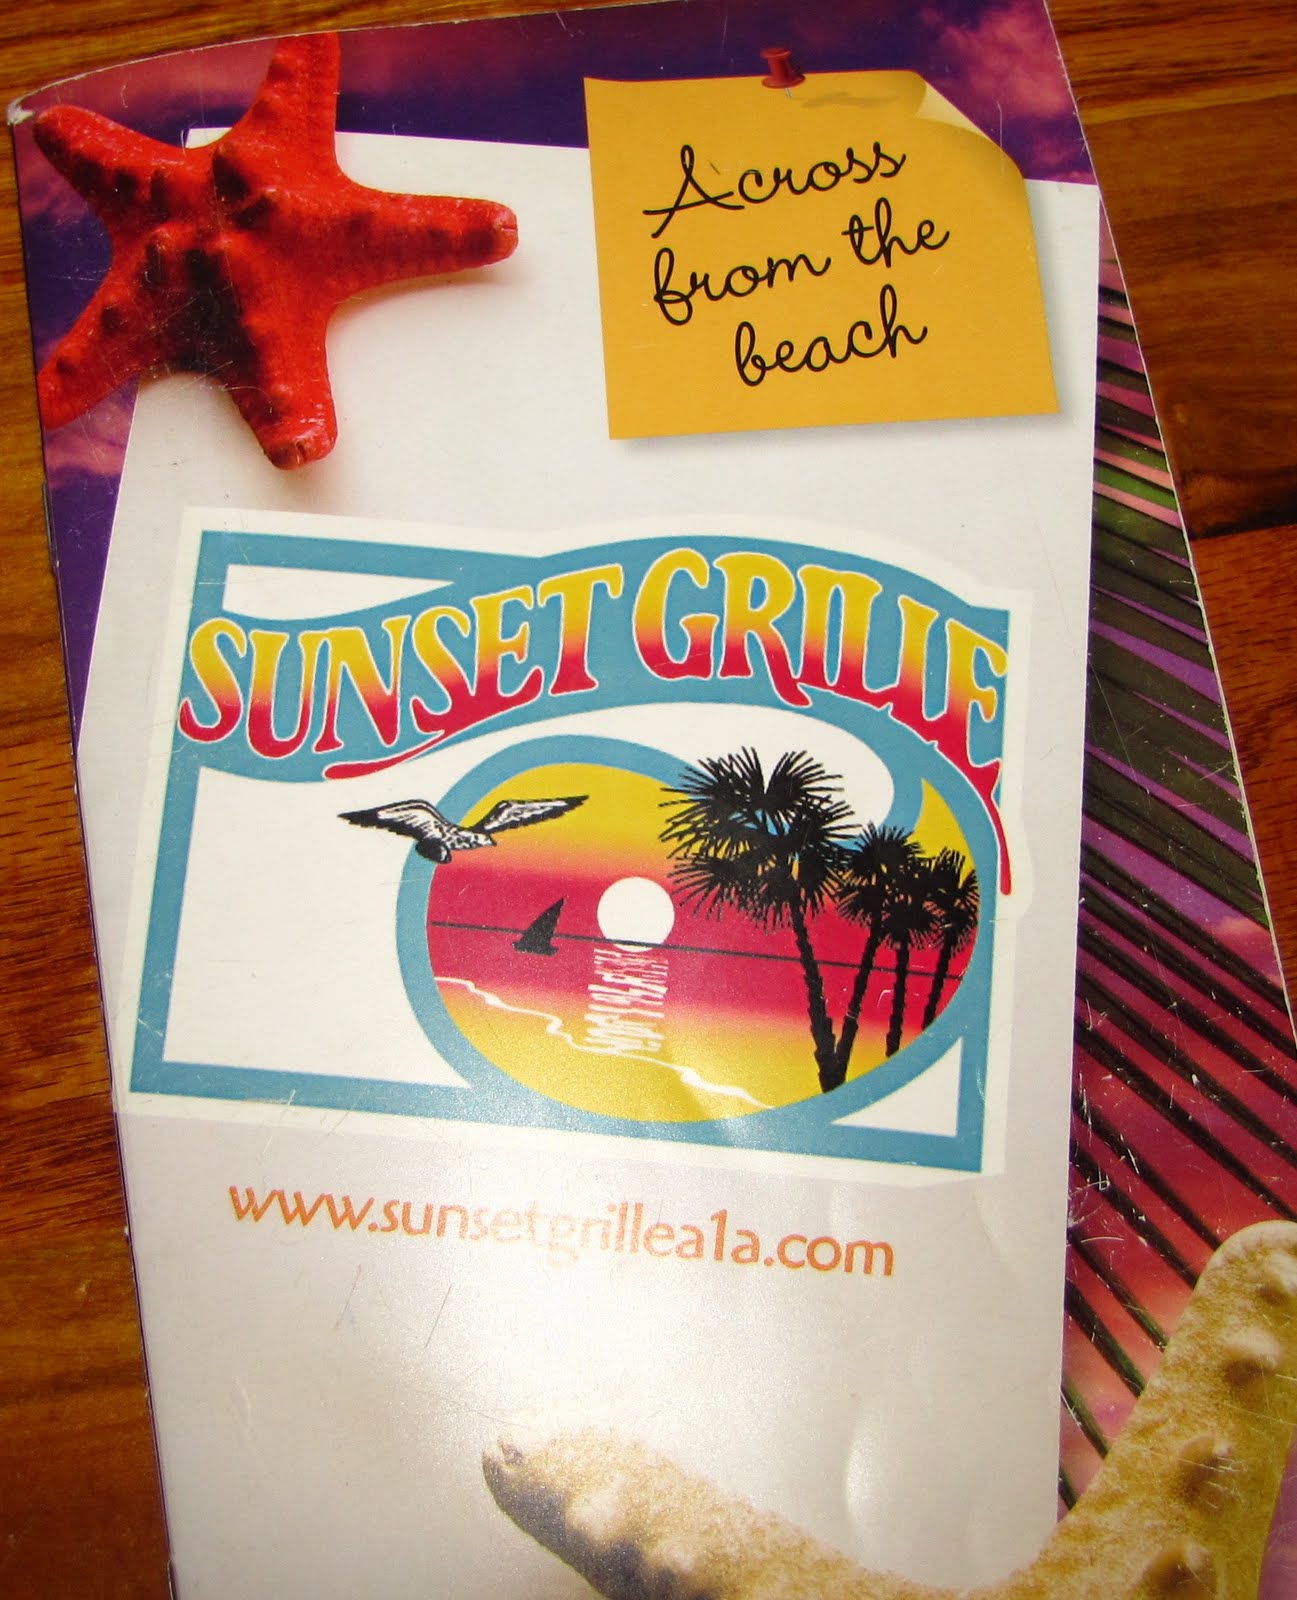 Across
from the
beach
SUNSET GRILLE
www.sunsetgrillea1a.com